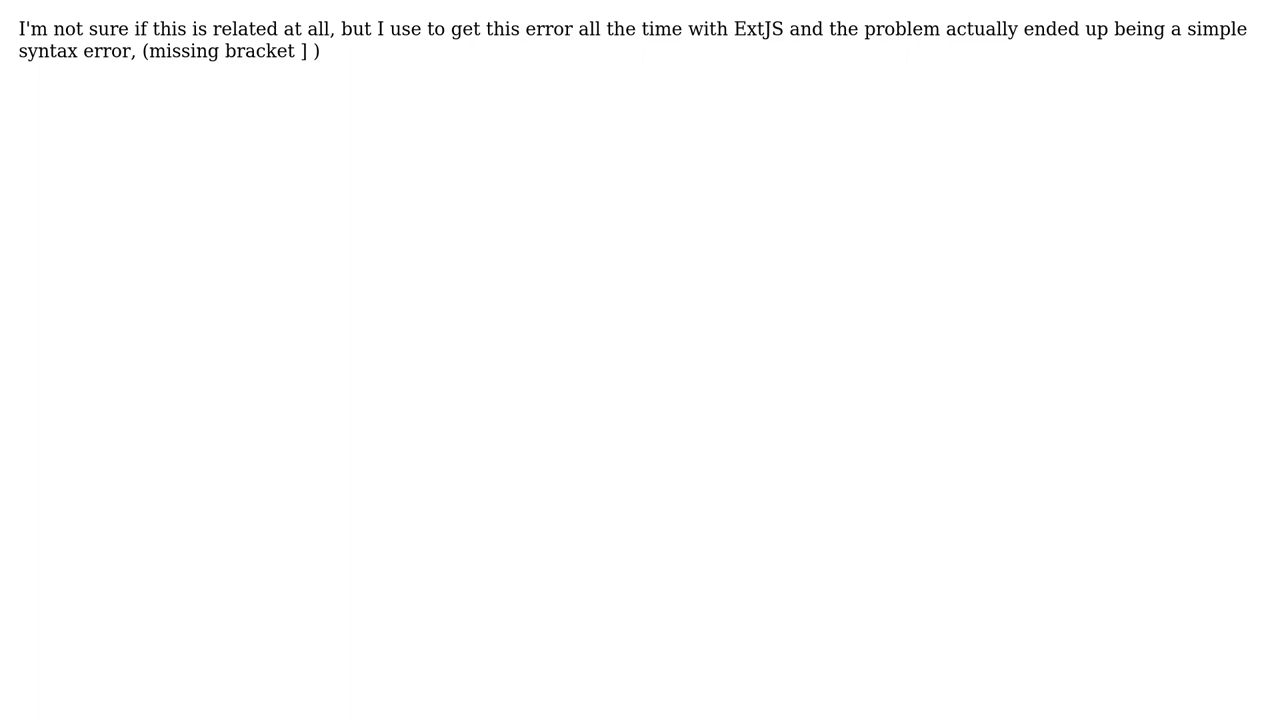 I'm not sure if this is related at all, but I use to get this error all the time with ExtJS and the problem actually ended up being a simple
syntax error, (missing bracket ] )